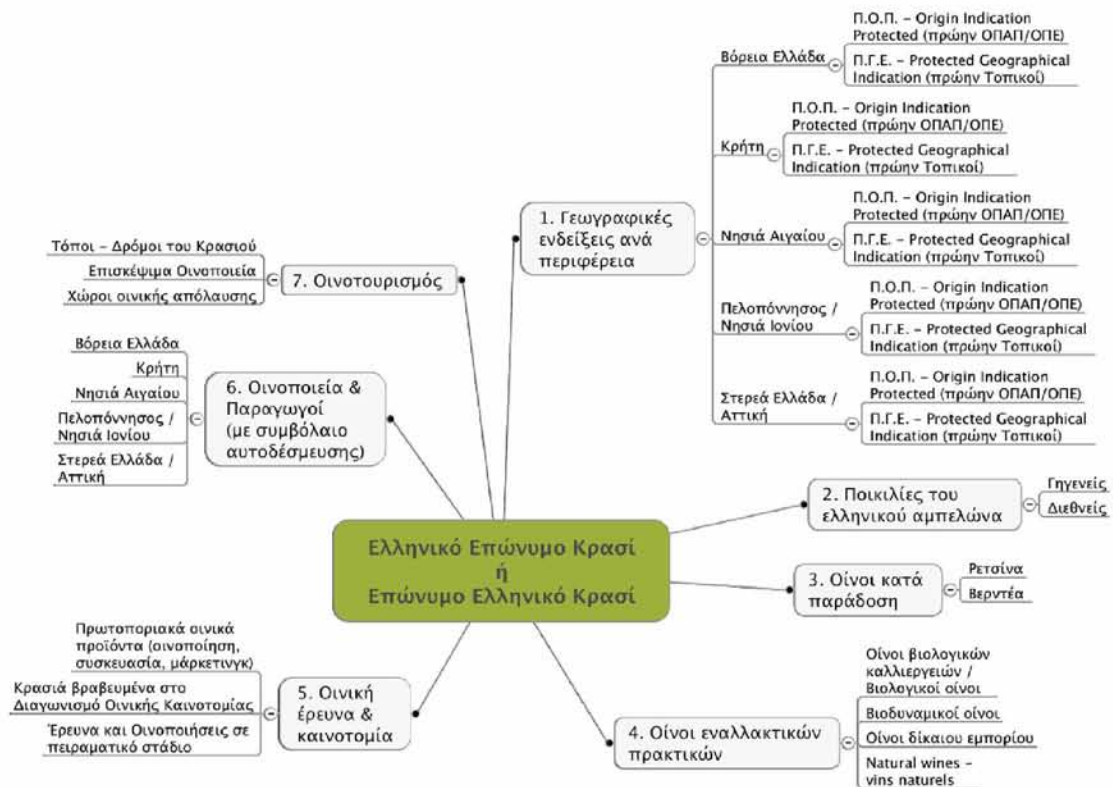 Ελληνικό Επώνυμο Κρασί
ή
Επώνυμο Ελληνικό Κρασί
1. Γεωγραφικές
ενδείξεις ανά
περιφέρεια
Βόρεια Ελλάδα
Π.Ο.Π. – Origin Indication
Protected (πρώην ΟΠΑΠ/ΟΠΕ)
Π.Γ.Ε. – Protected Geographical
Indication (πρώην Τοπικοί)
Κρήτη
Π.Ο.Π. – Origin Indication
Protected (πρώην ΟΠΑΠ/ΟΠΕ)
Π.Γ.Ε. – Protected Geographical
Indication (πρώην Τοπικοί)
Νησιά Αιγαίου
Π.Ο.Π. – Origin Indication
Protected (πρώην ΟΠΑΠ/ΟΠΕ)
Π.Γ.Ε. – Protected Geographical
Indication (πρώην Τοπικοί)
Πελοπόννησος /
Νησιά Ιονίου
Π.Ο.Π. – Origin Indication
Protected (πρώην ΟΠΑΠ/ΟΠΕ)
Π.Γ.Ε. – Protected Geographical
Indication (πρώην Τοπικοί)
Στερεά Ελλάδα /
Αττική
Π.Ο.Π. – Origin Indication
Protected (πρώην ΟΠΑΠ/ΟΠΕ)
Π.Γ.Ε. – Protected Geographical
Indication (πρώην Τοπικοί)
2. Ποικιλίες του
ελληνικού αμπελώνα
Γηγενείς
Διεθνείς
3. Οίνοι κατά
παράδοση
Ρετσίνα
Βερντέα
4. Οίνοι εναλλακτικών
πρακτικών
Οίνοι βιολογικών
καλλιεργειών /
Βιολογικοί οίνοι
Βιοδυναμικοί οίνοι
Οίνοι δίκαιου εμπορίου
Natural wines –
vins naturels
5. Οινική
έρευνα &
καινοτομία
Πρωτοποριακά οινικά
προϊόντα (οινοποίηση,
συσκευασία, μάρκετινγκ)
Κρασιά βραβευμένα στο
Διαγωνισμό Οινικής Καινοτομίας
Έρευνα και Οινοποιήσεις σε
πειραματικό στάδιο
6. Οινοποιεία &
Παραγωγοί
(με συμβόλαιο
αυτοδέσμευσης)
Βόρεια Ελλάδα
Κρήτη
Νησιά Αιγαίου
Πελοπόννησος /
Νησιά Ιονίου
Στερεά Ελλάδα /
Αττική
7. Οινοτουρισμός
Τόποι – Δρόμοι του Κρασιού
Επισκέψιμα Οινοποιεία
Χώροι οινικής απόλαυσης